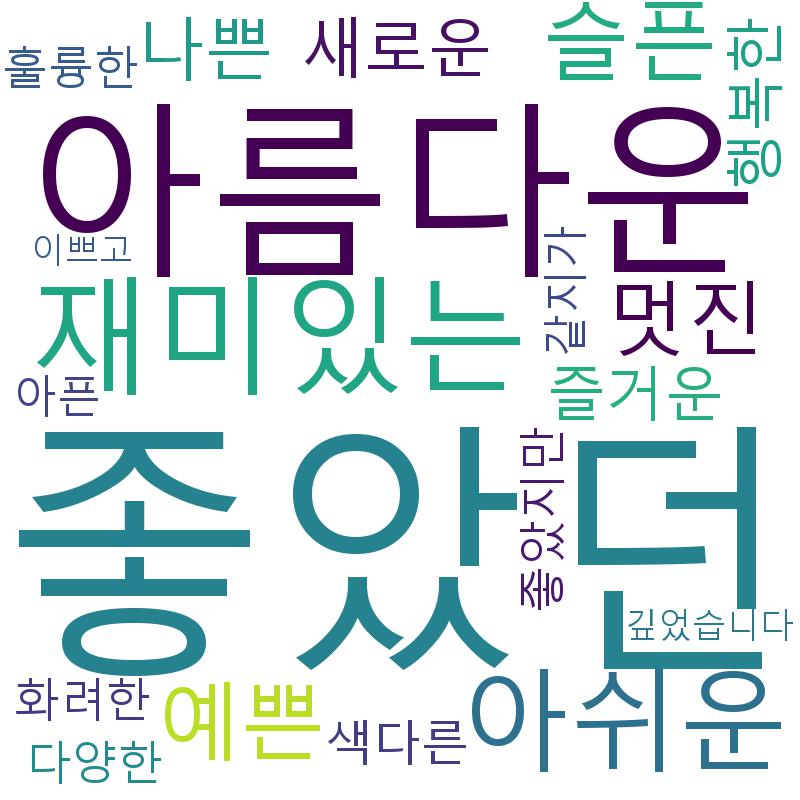 훌륭한
나쁜
새로운
슬픈
행복한
아름다운
이쁘고
재미있는
갈지가
멋진
아픈
즐거운
좋았던
좋았지만
깊었습니다
화려한
예쁜
색다른
아쉬운
다양한